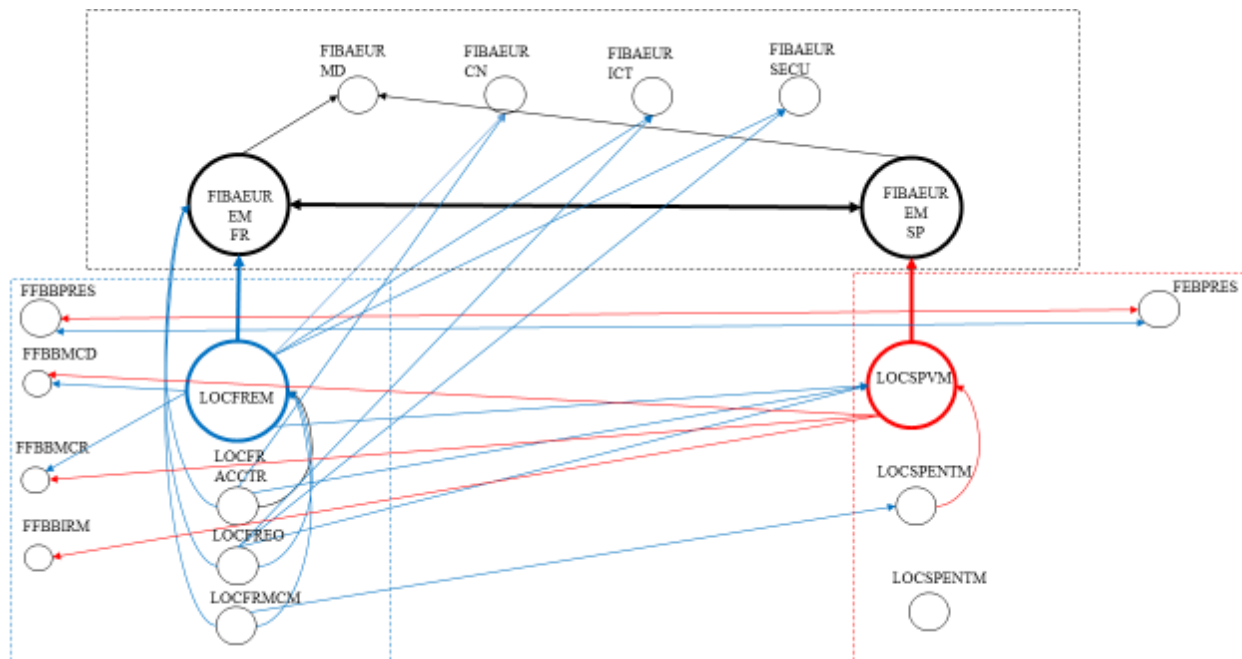 FIBAEUR
MD
FIBAEUR
CN
FIBAEUR
ICT
FIBAEUR
SECU
FIBAEUR
EM
FR
FIBAEUR
EM
SP
FFBBPRES
FEBPRES
FFBBMCD
LOCFREM
LOCSPVM
FFBBMCR
LOCFR
ACCTR
LOCSPENTM
FFBBIRM
LOCFREO
LOCFRMCM
LOCSPENTM